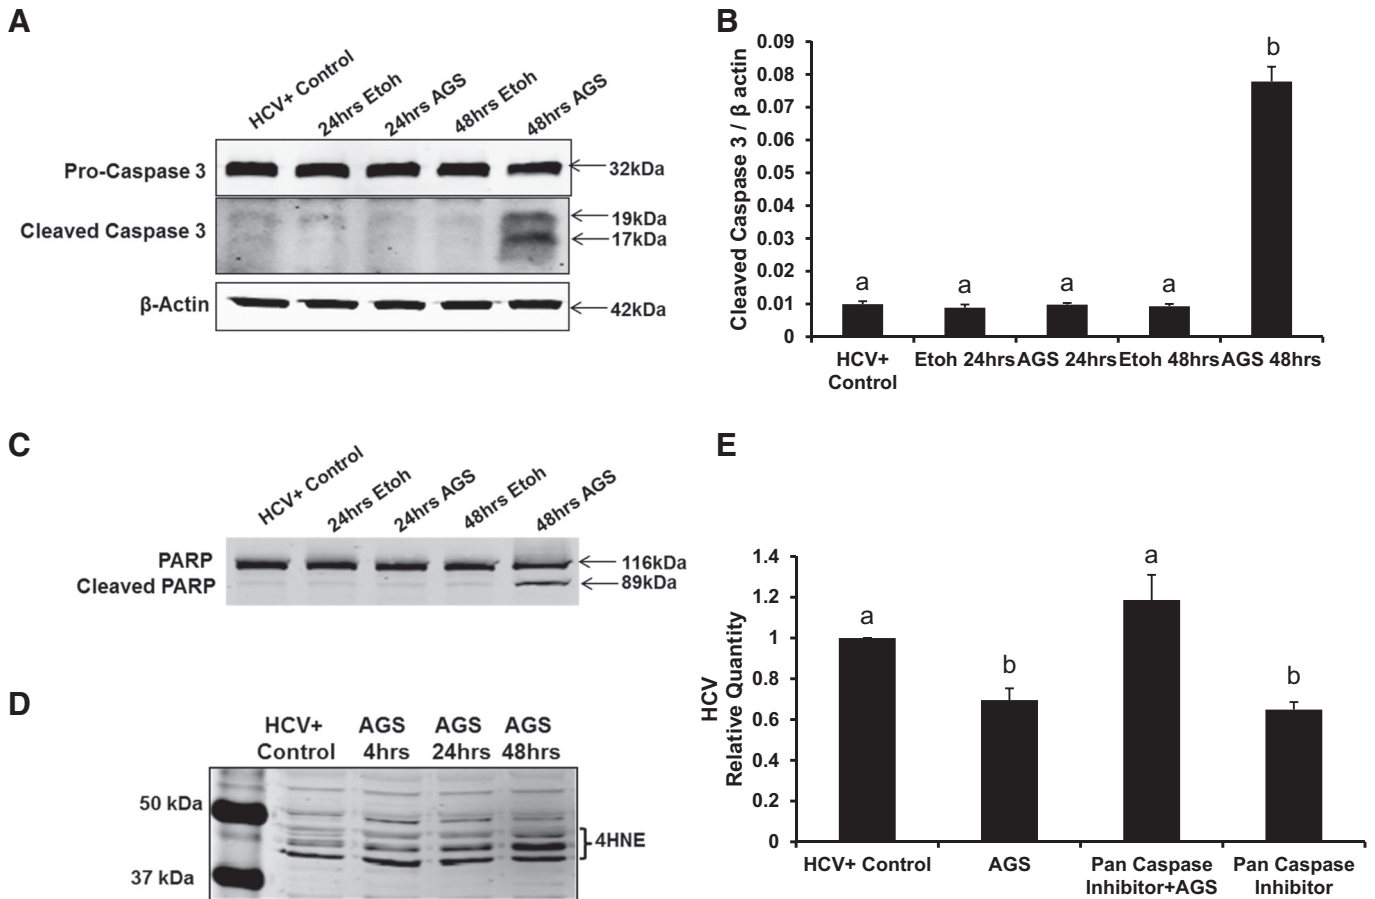 A
HCV+ Control
24hrs Etoh
24hrs AGS
48hrs Etoh
48hrs AGS
Pro-Caspase 3
32kDa
Cleaved Caspase 3
19kDa
17kDa
β-Actin
42kDa
B
Cleaved Caspase 3 / β actin
0.09
0.08
0.07
0.06
0.05
0.04
0.03
0.02
0.01
0
a
a
a
a
b
HCV+
Control
Etoh 24hrs
AGS 24hrs
Etoh 48hrs
AGS 48hrs
C
HCV+ Control
24hrs Etoh
24hrs AGS
48hrs Etoh
48hrs AGS
PARP
116kDa
Cleaved PARP
89kDa
D
HCV+
Control
AGS
4hrs
AGS
24hrs
AGS
48hrs
50 kDa
4HNE
37 kDa
E
HCV
Relative Quantity
1.4
1.2
1
0.8
0.6
0.4
0.2
0
a
b
a
b
HCV+ Control
AGS
Pan Caspase
Inhibitor+AGS
Pan Caspase
Inhibitor